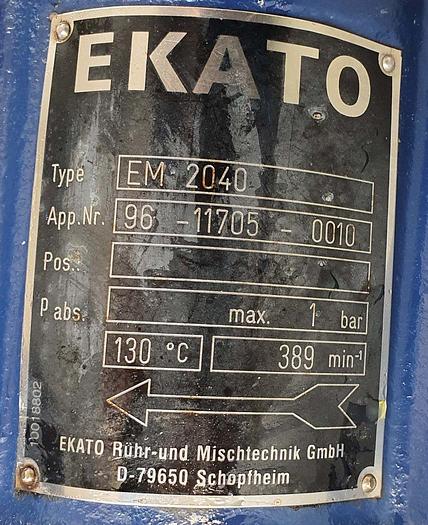 EKATO
Type EM-2040
App.Nr. 96 -11705 - 0010
Pos.:
p abs. max. 1 bar
130 °C 389 min⁻¹
10018802
EKATO Rühr-und Mischtechnik GmbH
D-79650 Schopfheim